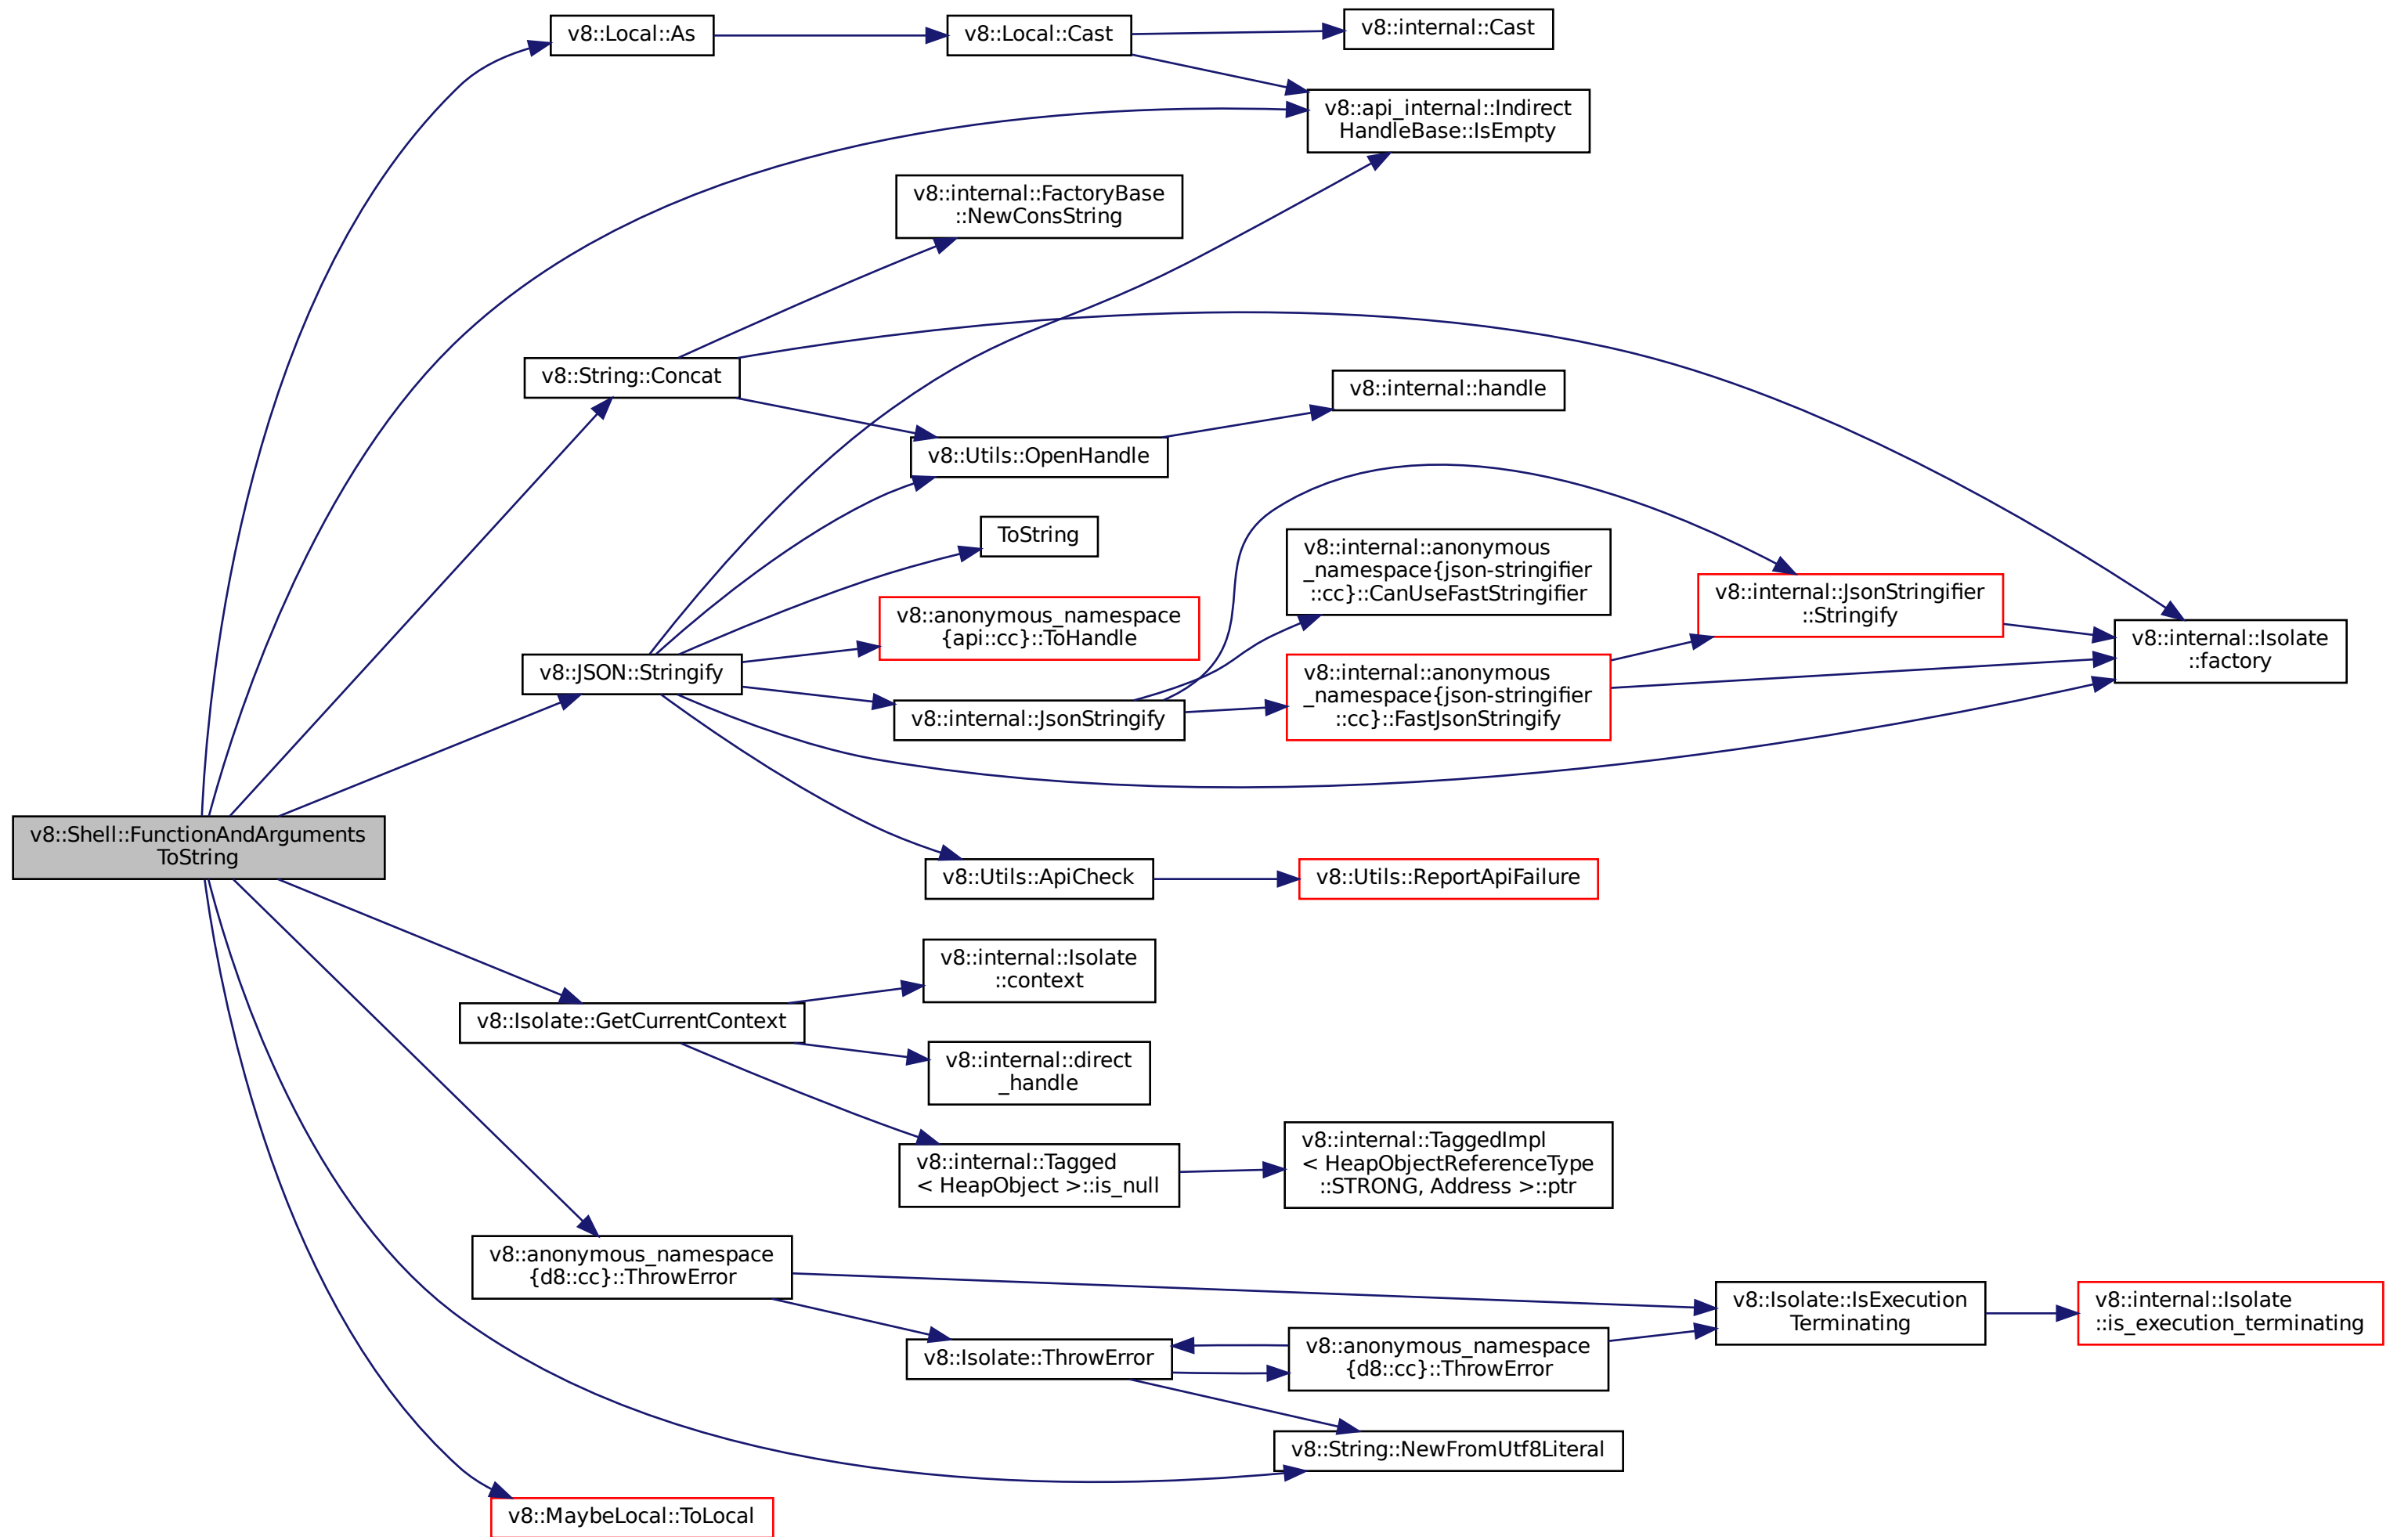 v8::Local::As
v8::Local::Cast
v8::internal::Cast
v8::api_internal::Indirect
HandleBase::IsEmpty
v8::internal::FactoryBase
::NewConsString
v8::String::Concat
v8::internal::handle
v8::Utils::OpenHandle
ToString
v8::internal::anonymous
_namespace{json-stringifier
::cc}::CanUseFastStringifier
v8::internal::JsonStringifier
::Stringify
v8::anonymous_namespace
{api::cc}::ToHandle
v8::internal::Isolate
::factory
v8::JSON::Stringify
v8::internal::JsonStringify
v8::internal::anonymous
_namespace{json-stringifier
::cc}::FastJsonStringify
v8::Shell::FunctionAndArguments
ToString
v8::Utils::ApiCheck
v8::Utils::ReportApiFailure
v8::internal::Isolate
::context
v8::Isolate::GetCurrentContext
v8::internal::direct
_handle
v8::internal::Tagged
< HeapObject >::is_null
v8::internal::TaggedImpl
< HeapObjectReferenceType
::STRONG, Address >::ptr
v8::anonymous_namespace
{d8::cc}::ThrowError
v8::Isolate::IsExecution
Terminating
v8::internal::Isolate
::is_execution_terminating
v8::Isolate::ThrowError
v8::anonymous_namespace
{d8::cc}::ThrowError
v8::String::NewFromUtf8Literal
v8::MaybeLocal::ToLocal